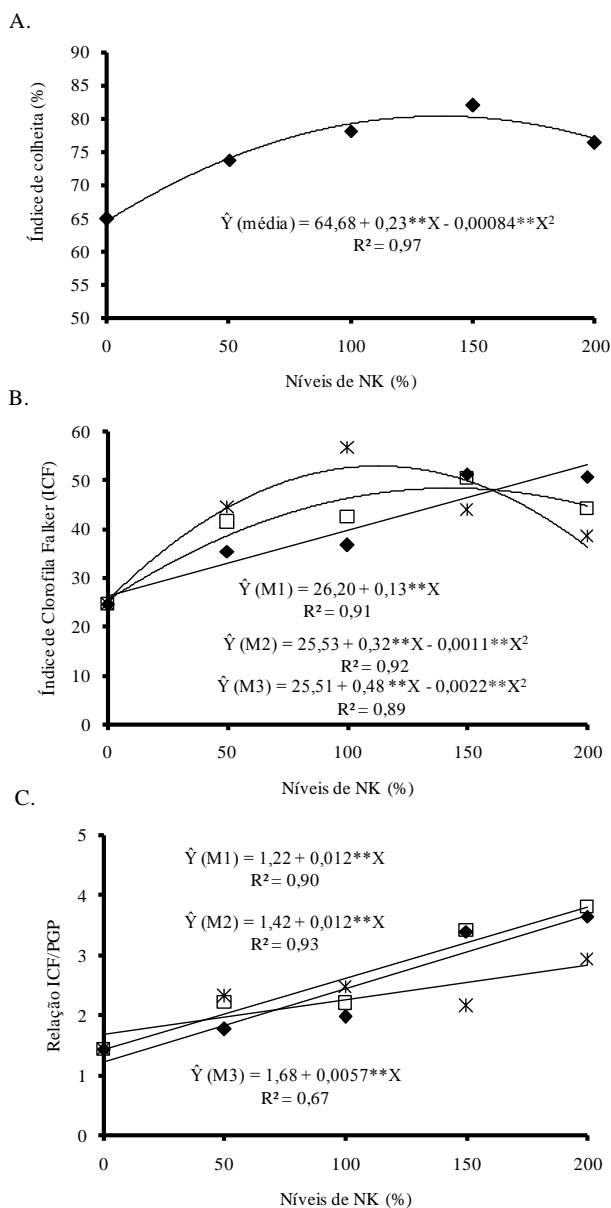 A.
Índice de colheita (%)
90
85
80
75
70
65
60
55
50
Ŷ (média) = 64,68 + 0,23**X - 0,00084**X²
R² = 0,97
0 50 100 150 200
Níveis de NK (%)
B.
Índice de Clorofila Falker (ICF)
60
50
40
30
20
10
0
Ŷ (M1) = 26,20 + 0,13**X
R² = 0,91
Ŷ (M2) = 25,53 + 0,32**X - 0,0011**X²
R² = 0,92
Ŷ (M3) = 25,51 + 0,48 **X - 0,0022**X²
R² = 0,89
0 50 100 150 200
Níveis de NK (%)
C.
Relação ICF/PGP
5
4
3
2
1
0
Ŷ (M1) = 1,22 + 0,012**X
R² = 0,90
Ŷ (M2) = 1,42 + 0,012**X
R² = 0,93
Ŷ (M3) = 1,68 + 0,0057**X
R² = 0,67
0 50 100 150 200
Níveis de NK (%)